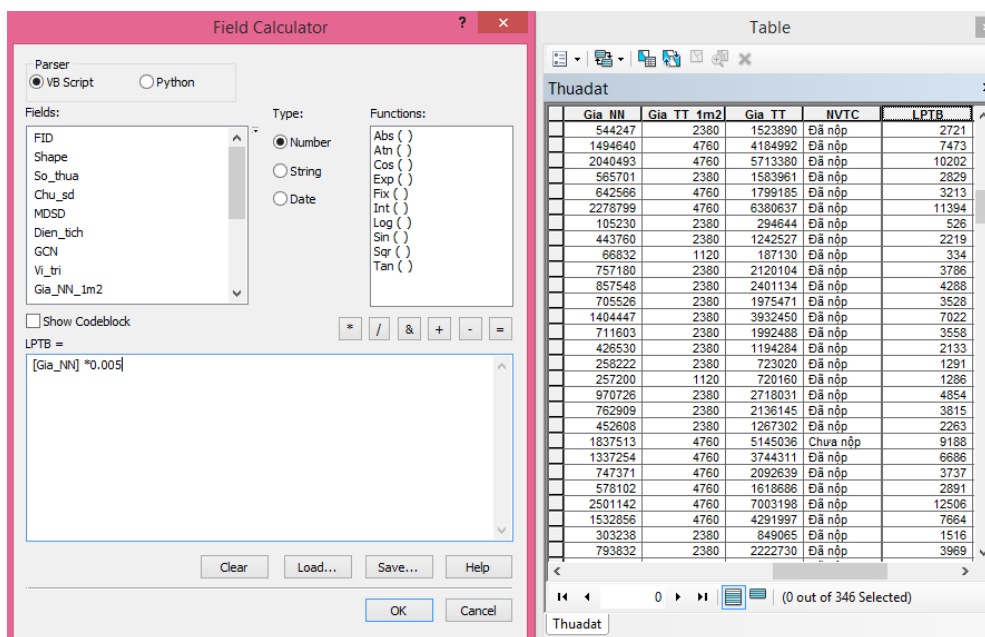 Field Calculator ? ×
Parser
VB Script Python
Fields:
FID
Shape
So_thua
Chu_sd
MDSD
Dien_tich
GCN
Vi_tri
Gia_NN_1m2
Type:
Number
String
Date
Functions:
Abs ( )
Atn ( )
Cos ( )
Exp ( )
Fix ( )
Int ( )
Log ( )
Sin ( )
Sqr ( )
Tan ( )
Show Codeblock
* / & + - =
LPTB =
[Gia_NN] *0.005
Clear Load... Save... Help
OK Cancel
Table
Thuadat
Gia_NN Gia_TT_1m2 Gia_TT NVTC LPTB
544247 2380 1523890 Đã nộp 2721
1494640 4760 4184992 Đã nộp 7473
2040493 4760 5713380 Đã nộp 10202
565701 2380 1583961 Đã nộp 2829
642566 4760 1799185 Đã nộp 3213
2278799 4760 6380637 Đã nộp 11394
105230 2380 294644 Đã nộp 526
443760 2380 1242527 Đã nộp 2219
66832 1120 187130 Đã nộp 334
757180 2380 2120104 Đã nộp 3786
857548 2380 2401134 Đã nộp 4288
705526 2380 1975471 Đã nộp 3528
1404447 2380 3932450 Đã nộp 7022
711603 2380 1992488 Đã nộp 3558
426530 2380 1194284 Đã nộp 2133
258222 2380 723020 Đã nộp 1291
257200 1120 720160 Đã nộp 1286
970726 2380 2718031 Đã nộp 4854
762909 2380 2136145 Đã nộp 3815
452608 2380 1267302 Đã nộp 2263
1837513 4760 5145036 Chưa nộp 9188
1337254 4760 3744311 Đã nộp 6686
747371 4760 2092639 Đã nộp 3737
578102 4760 1618686 Đã nộp 2891
2501142 4760 7003198 Đã nộp 12506
1532856 4760 4291997 Đã nộp 7664
303238 2380 849065 Đã nộp 1516
793832 2380 2222730 Đã nộp 3969
0 (0 out of 346 Selected)
Thuadat